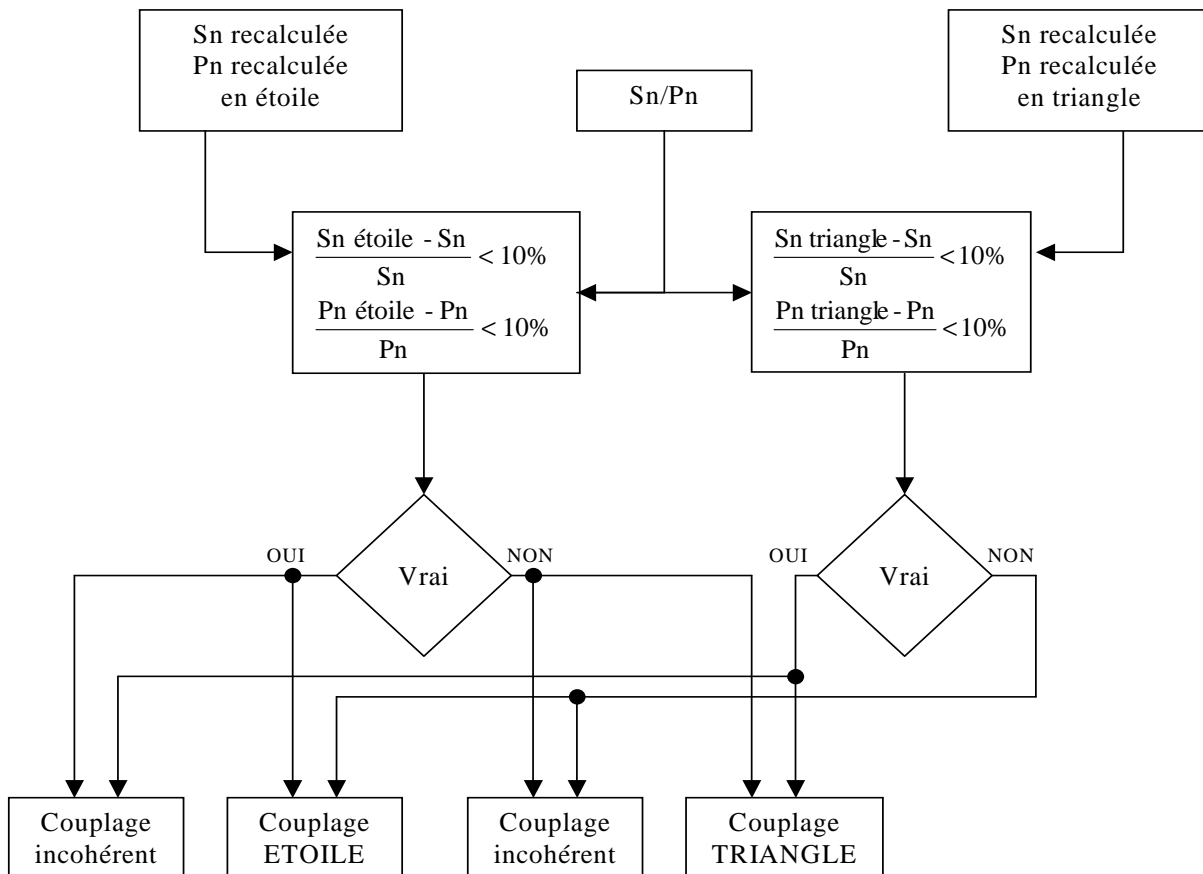 Sn recalculée
Pn recalculée
en étoile
Sn/Pn
Sn recalculée
Pn recalculée
en triangle
Sn étoile - Sn
Sn
< 10%
Pn étoile - Pn
Pn
< 10%
Sn triangle - Sn
Sn
< 10%
Pn triangle - Pn
Pn
< 10%
OUI
Vrai
NON
OUI
Vrai
NON
Couplage
incohérent
Couplage
ETOILE
Couplage
incohérent
Couplage
TRIANGLE